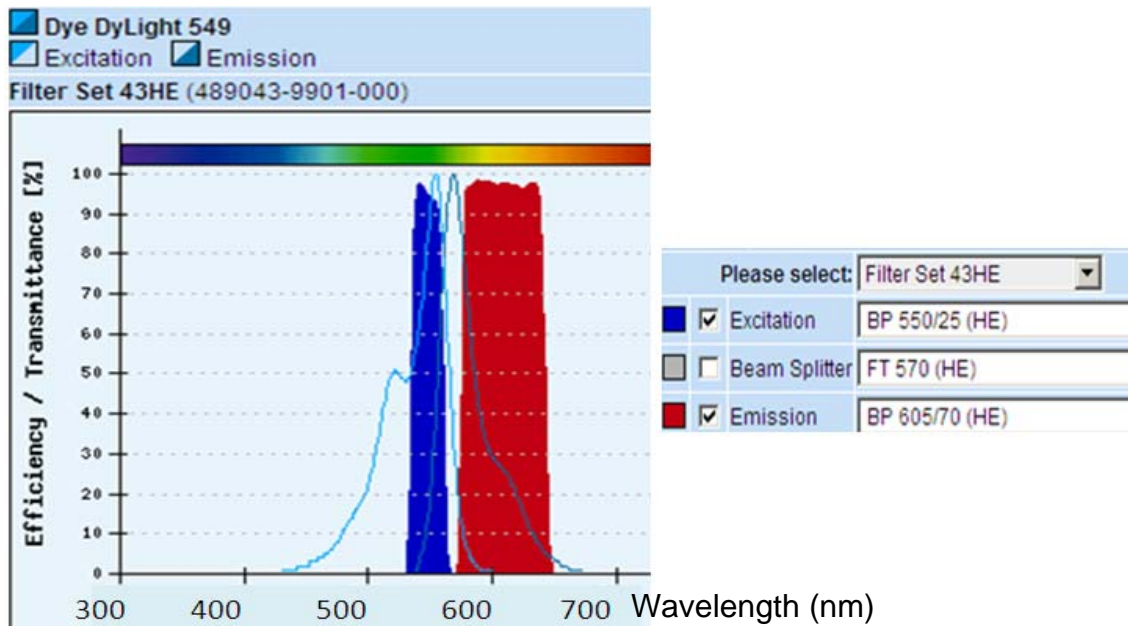 Dye DyLight 549
Excitation Emission
Filter Set 43HE (489043-9901-000)
Efficiency / Transmittance [%]
100
90
80
70
60
50
40
30
20
10
0
300 400 500 600 700 Wavelength (nm)
Please select: Filter Set 43HE
Excitation BP 550/25 (HE)
Beam Splitter FT 570 (HE)
Emission BP 605/70 (HE)